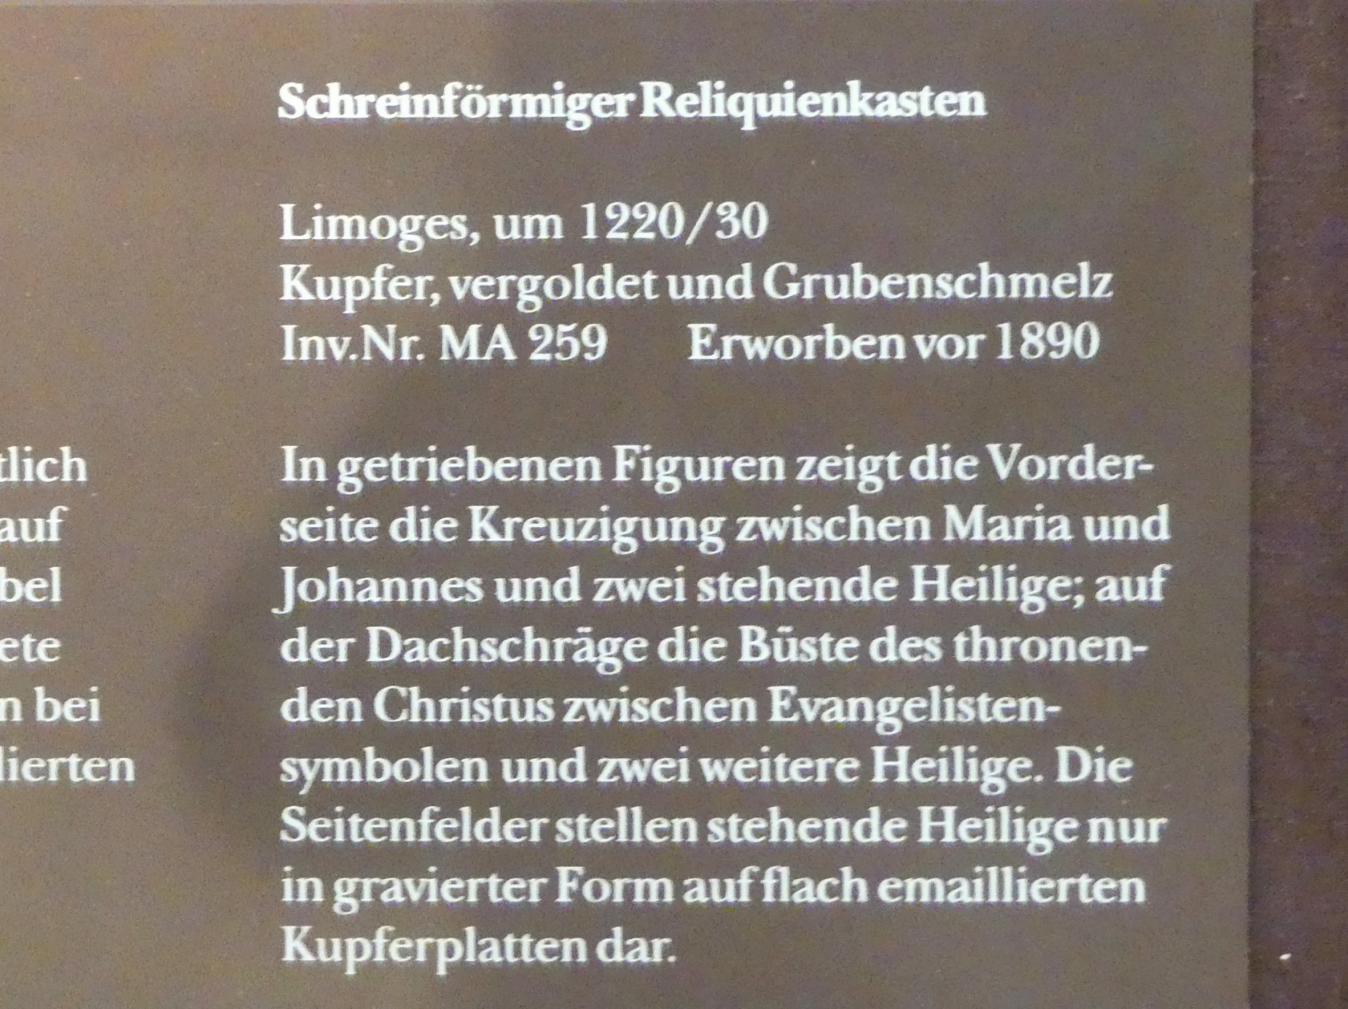 Schreinförmiger Reliquienkasten
Limoges, um 1220/30
Kupfer, vergoldet und Grubenschmelz
Inv.Nr. MA 259 Erworben vor 1890
In getriebenen Figuren zeigt die Vorder-
seite die Kreuzigung zwischen Maria und
Johannes und zwei stehende Heilige; auf
der Dachschräge die Büste des thronen-
den Christus zwischen Evangelisten-
symbolen und zwei weitere Heilige. Die
Seitenfelder stellen stehende Heilige nur
in gravierter Form auf flach emaillierten
Kupferplatten dar.
tlich
auf
bel
ete
n bei
lierten